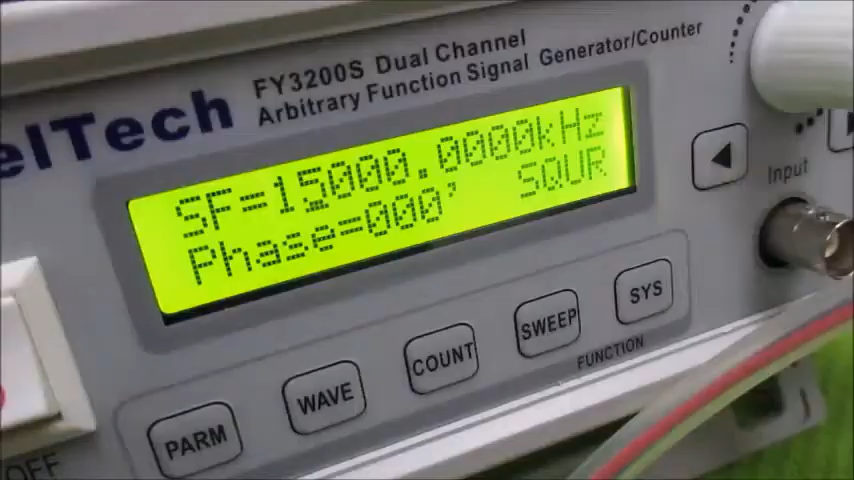 elTech
FY3200S Dual Channel
Arbitrary Function Signal Generator/Counter
SF=15000.0000kHz
Phase=000' SQUR
Input
PARM
WAVE
COUNT
SWEEP
SYS
FUNCTION
OFF